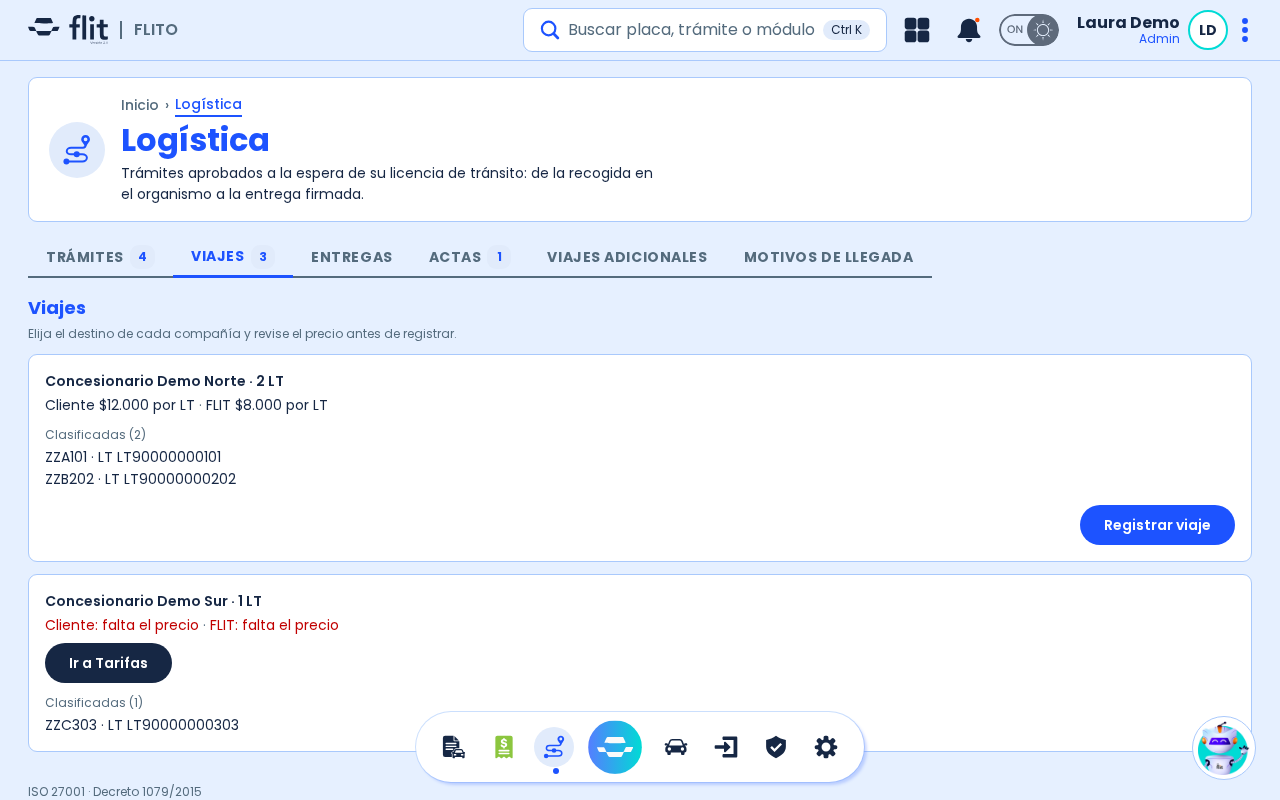 flit
FLITO
Buscar placa, trámite o módulo
Ctrl K
ON
Laura Demo
Admin
LD
Inicio › Logística
Logística
Trámites aprobados a la espera de su licencia de tránsito: de la recogida en
el organismo a la entrega firmada.
TRÁMITES 4
VIAJES 3
ENTREGAS
ACTAS 1
VIAJES ADICIONALES
MOTIVOS DE LLEGADA
Viajes
Elija el destino de cada compañía y revise el precio antes de registrar.
Concesionario Demo Norte · 2 LT
Cliente $12.000 por LT · FLIT $8.000 por LT
Clasificadas (2)
ZZA101 · LT LT90000000101
ZZB202 · LT LT90000000202
Registrar viaje
Concesionario Demo Sur · 1 LT
Cliente: falta el precio · FLIT: falta el precio
Ir a Tarifas
Clasificadas (1)
ZZC303 · LT LT90000000303
ISO 27001 · Decreto 1079/2015